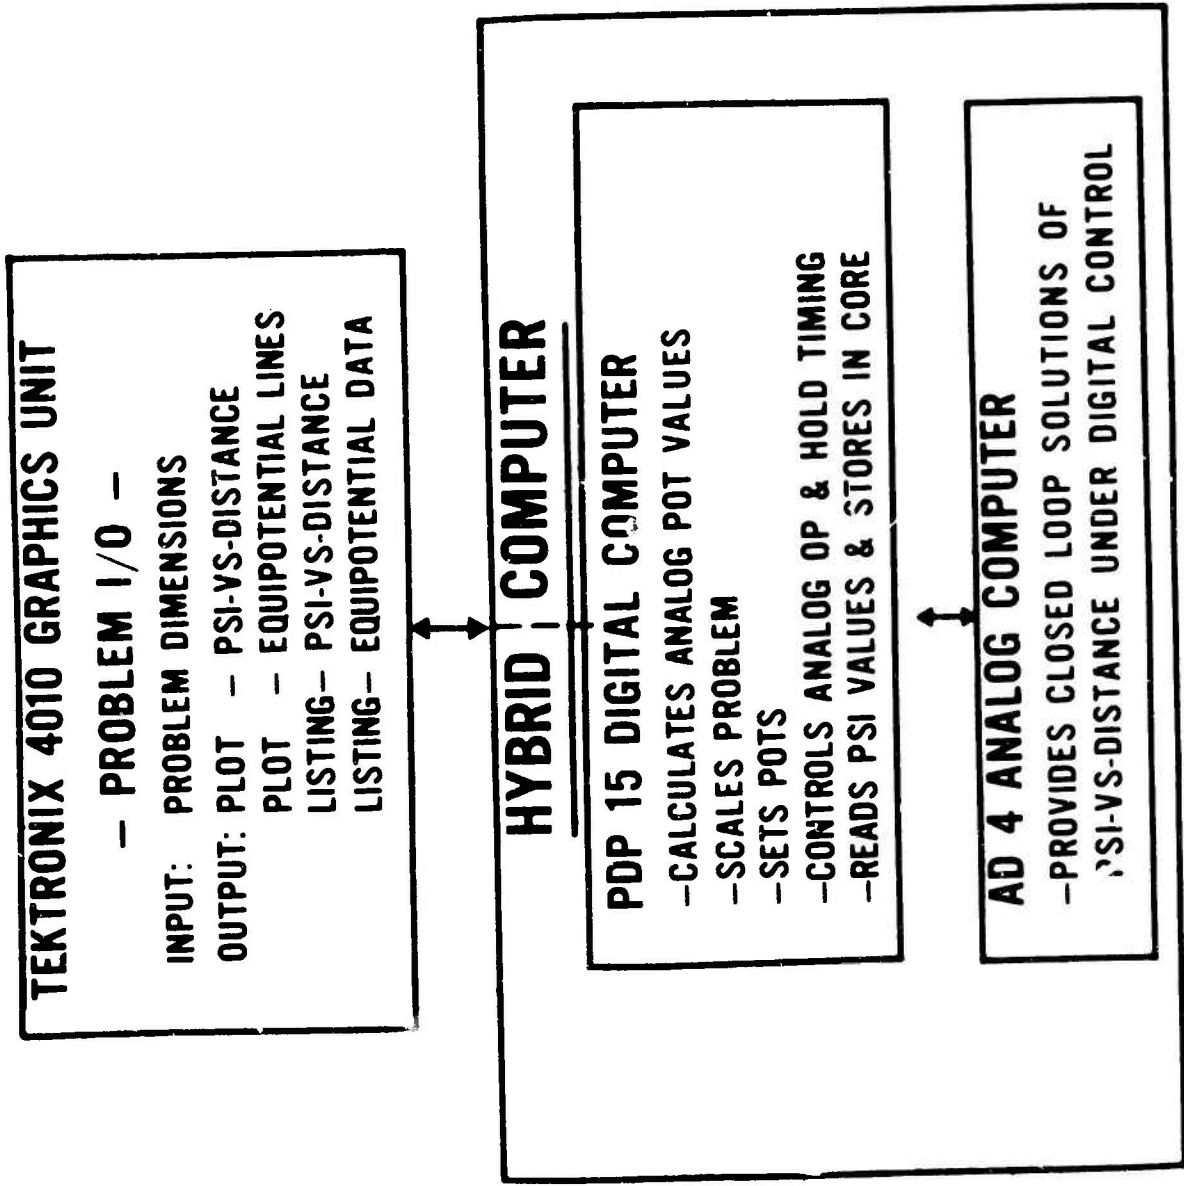 TEKTRONIX 4010 GRAPHICS UNIT
– PROBLEM I/O –
INPUT: PROBLEM DIMENSIONS
OUTPUT: PLOT – PSI-VS-DISTANCE
PLOT – EQUIPOTENTIAL LINES
LISTING– PSI-VS-DISTANCE
LISTING– EQUIPOTENTIAL DATA
HYBRID COMPUTER
PDP 15 DIGITAL COMPUTER
–CALCULATES ANALOG POT VALUES
–SCALES PROBLEM
–SETS POTS
–CONTROLS ANALOG OP & HOLD TIMING
–READS PSI VALUES & STORES IN CORE
AD 4 ANALOG COMPUTER
–PROVIDES CLOSED LOOP SOLUTIONS OF
PSI-VS-DISTANCE UNDER DIGITAL CONTROL